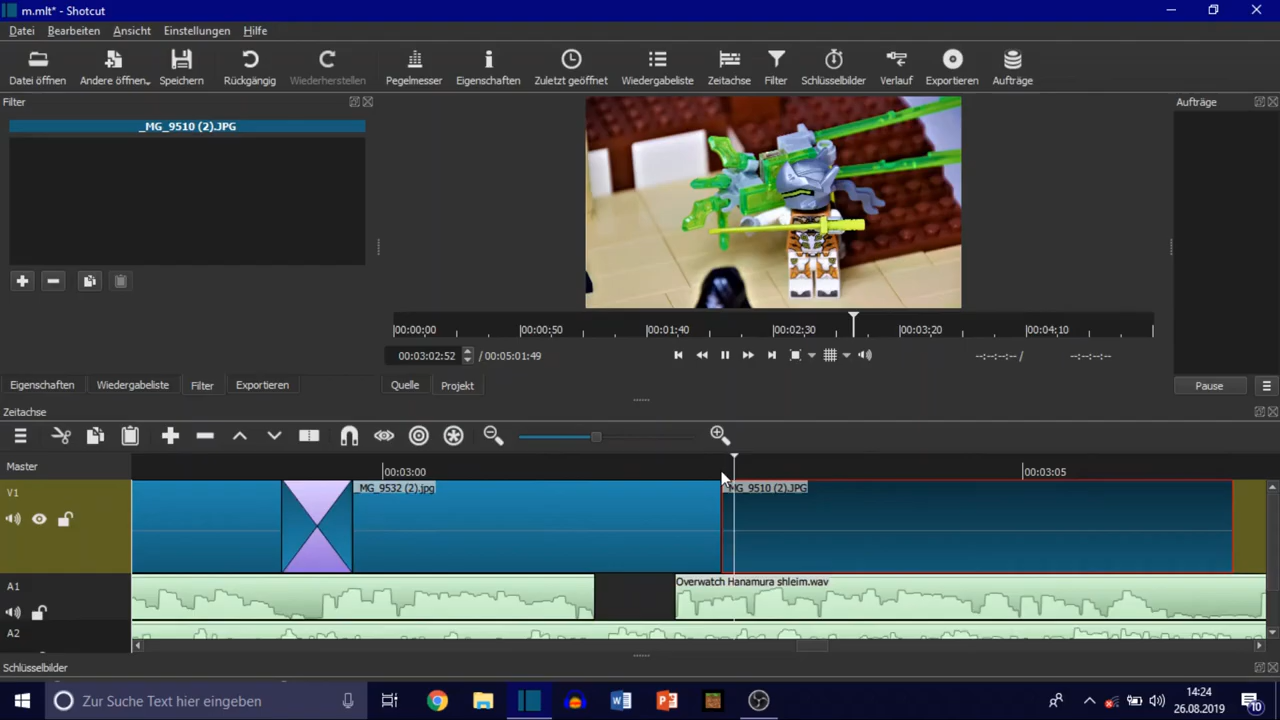 m.mlt* - Shotcut
Datei Bearbeiten Ansicht Einstellungen Hilfe
Datei öffnen Andere öffnen Speichern Rückgängig Wiederherstellen Pegelmesser Eigenschaften Zuletzt geöffnet Wiedergabeliste Zeitachse Filter Schlüsselbilder Verlauf Exportieren Aufträge
Filter
Aufträge
_MG_9510 (2).JPG
00:00:00 00:00:50 00:01:40 00:02:30 00:03:20 00:04:10
00:03:02:52 / 00:05:01:49 --:--:--:-- / --:--:--:--
Eigenschaften Wiedergabeliste Filter Exportieren Quelle Projekt Pause
Zeitachse
Master 00:03:00 00:03:05
V1 _MG_9532 (2).jpg _MG_9510 (2).JPG
A1 Overwatch Hanamura shleim.wav
A2
Schlüsselbilder
Zur Suche Text hier eingeben
14:24
26.08.2019
10